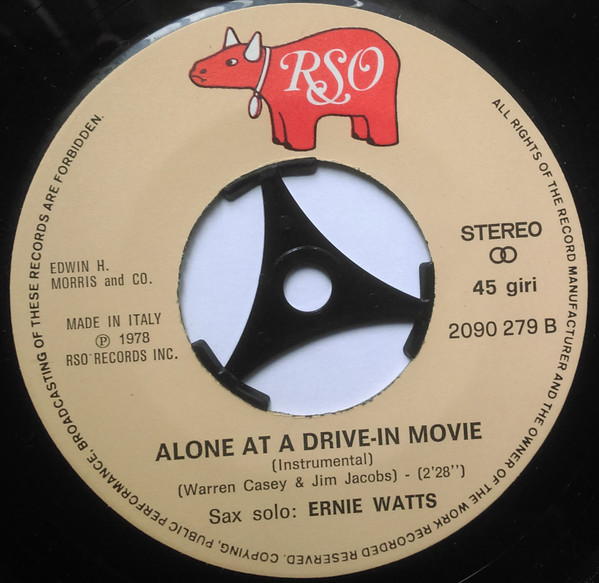 RSO
ALL RIGHTS OF THE RECORD MANUFACTURER AND THE OWNER OF THE WORK RECORDED RESERVED. COPYING, PUBLIC PERFORMANCE, BROADCASTING OF THESE RECORDS ARE FORBIDDEN.
EDWIN H.
MORRIS and CO.
MADE IN ITALY
℗ 1978
RSO RECORDS INC.
STEREO
45 giri
2090 279 B
ALONE AT A DRIVE-IN MOVIE
(Instrumental)
(Warren Casey & Jim Jacobs) - (2'28'')
Sax solo: ERNIE WATTS